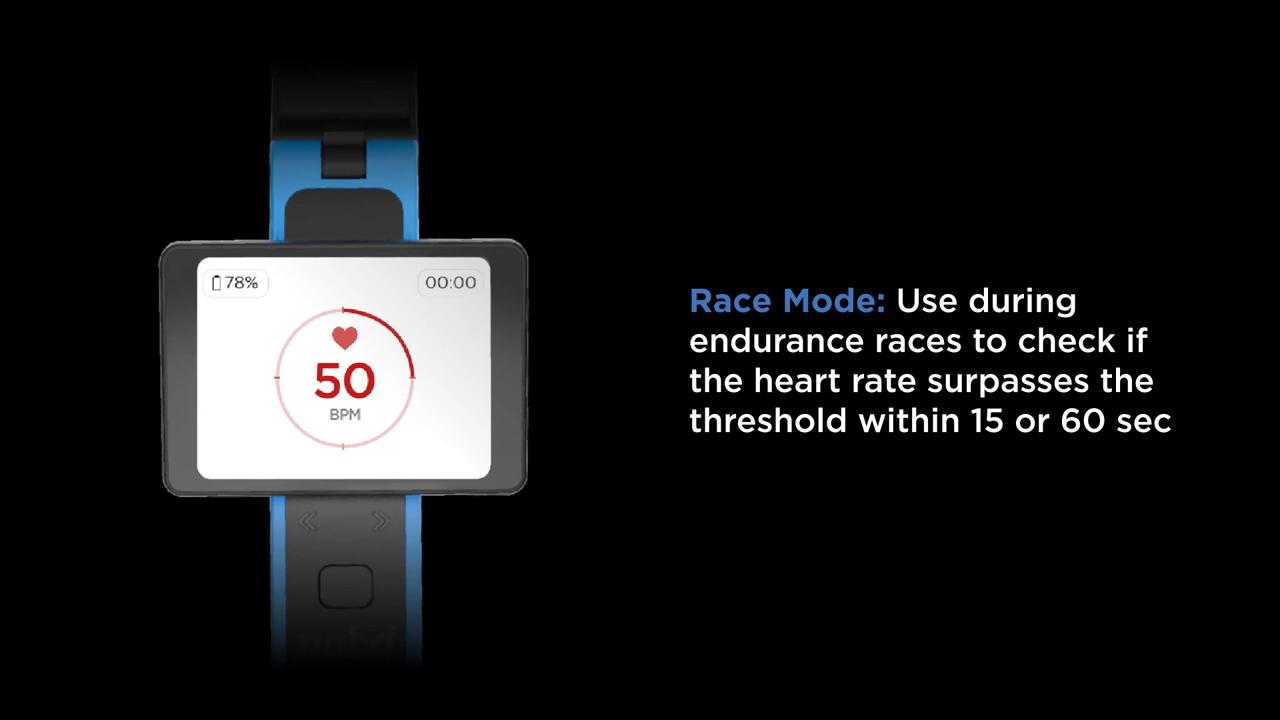 78%
00:00
50
BPM
Race Mode: Use during
endurance races to check if
the heart rate surpasses the
threshold within 15 or 60 sec